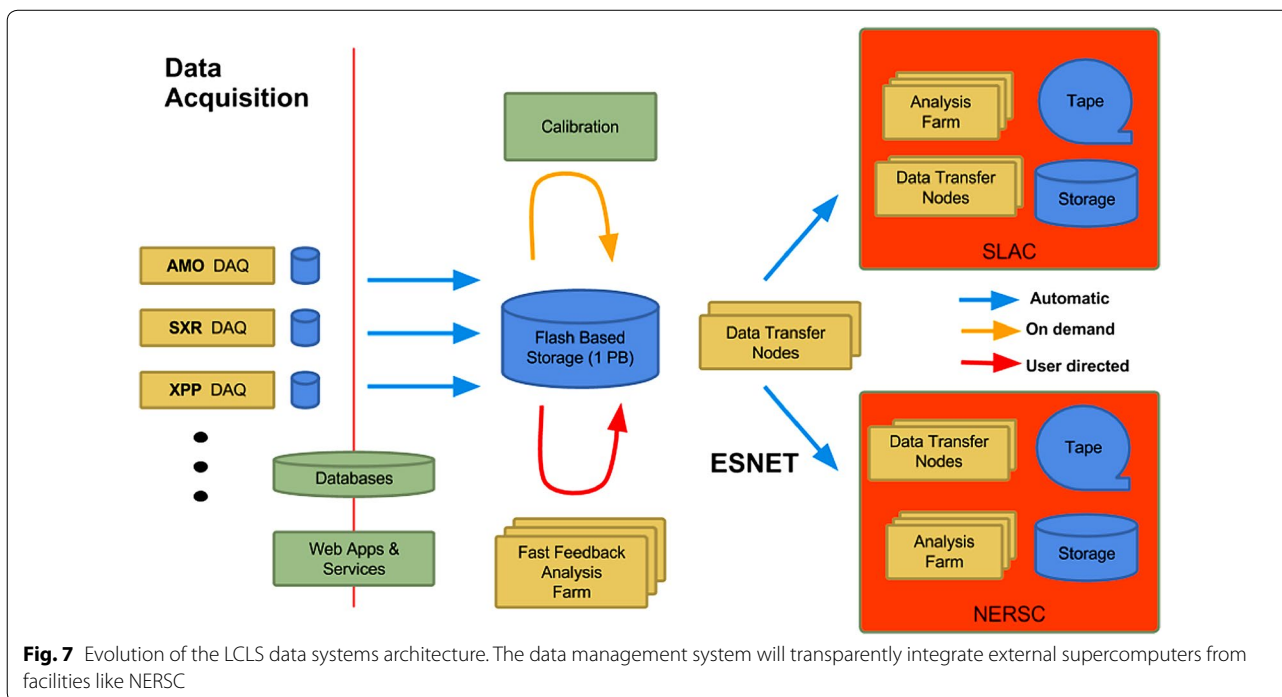 Data
Acquisition
AMO DAQ
SXR DAQ
XPP DAQ
Databases
Web Apps &
Services
Calibration
Flash Based
Storage (1 PB)
Fast Feedback
Analysis
Farm
Data Transfer
Nodes
ESNET
Analysis
Farm
Tape
Data Transfer
Nodes
Storage
SLAC
Automatic
On demand
User directed
Data Transfer
Nodes
Tape
Analysis
Farm
Storage
NERSC
Fig. 7 Evolution of the LCLS data systems architecture. The data management system will transparently integrate external supercomputers from
facilities like NERSC